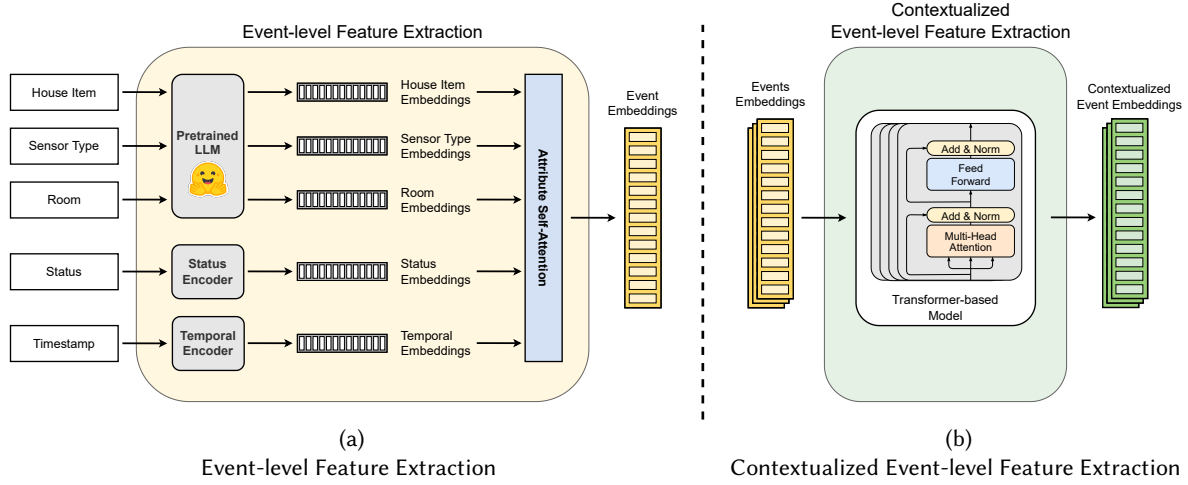 Event-level Feature Extraction
House Item
Sensor Type
Room
Status
Timestamp
Pretrained
LLM
Status
Encoder
Temporal
Encoder
House Item
Embeddings
Sensor Type
Embeddings
Room
Embeddings
Status
Embeddings
Temporal
Embeddings
Attribute Self-Attention
Event
Embeddings
(a)
Event-level Feature Extraction
Contextualized
Event-level Feature Extraction
Events
Embeddings
Add & Norm
Feed
Forward
Add & Norm
Multi-Head
Attention
Transformer-based
Model
Contextualized
Event Embeddings
(b)
Contextualized Event-level Feature Extraction